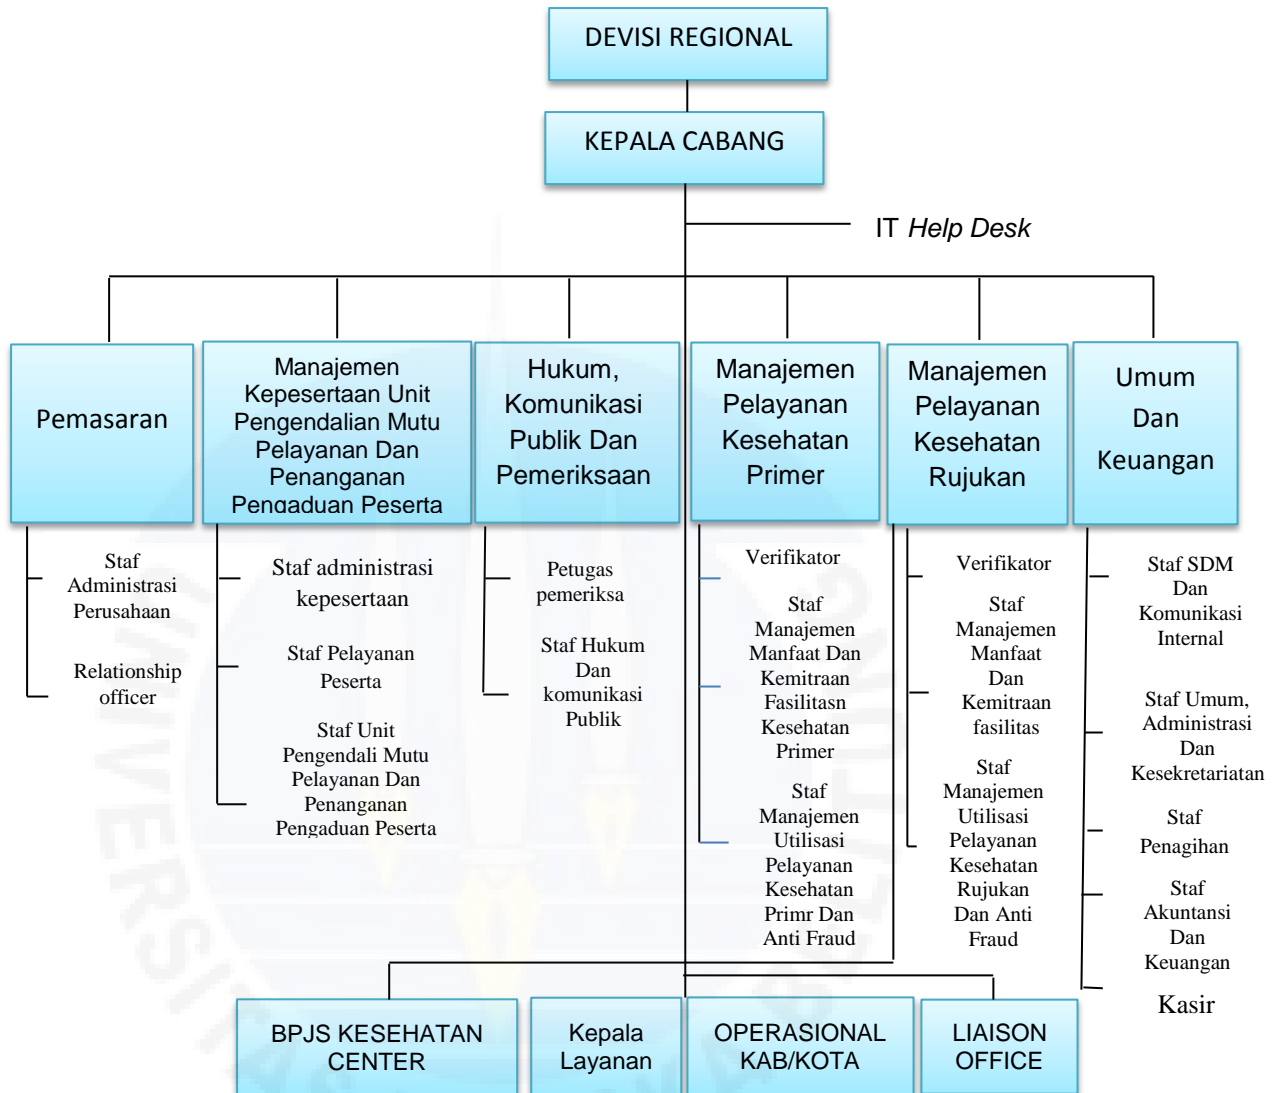 DEVISI REGIONAL
KEPALA CABANG
IT Help Desk
Pemasaran
Manajemen
Kepesertaan Unit
Pengendalian Mutu
Pelayanan Dan
Penanganan
Pengaduan Peserta
Hukum,
Komunikasi
Publik Dan
Pemeriksaan
Manajemen
Pelayanan
Kesehatan
Primer
Manajemen
Pelayanan
Kesehatan
Rujukan
Umum
Dan
Keuangan
Staf
Administrasi
Perusahaan
Relationship
officer
Staf administrasi
kepesertaan
Staf Pelayanan
Peserta
Staf Unit
Pengendali Mutu
Pelayanan Dan
Penanganan
Pengaduan Peserta
Petugas
pemeriksa
Staf Hukum
Dan
komunikasi
Publik
Verifikator
Staf
Manajemen
Manfaat Dan
Kemitraan
Fasilitasn
Kesehatan
Primer
Staf
Manajemen
Utilisasi
Pelayanan
Kesehatan
Primr Dan
Anti Fraud
Verifikator
Staf
Manajemen
Manfaat
Dan
Kemitraan
fasilitas
Staf
Manajemen
Utilisasi
Pelayanan
Kesehatan
Rujukan
Dan Anti
Fraud
Staf SDM
Dan
Komunikasi
Internal
Staf Umum,
Administrasi
Dan
Kesekretariatan
Staf
Penagihan
Staf
Akuntansi
Dan
Keuangan
Kasir
BPJS KESEHATAN
CENTER
Kepala
Layanan
OPERASIONAL
KAB/KOTA
LIAISON
OFFICE